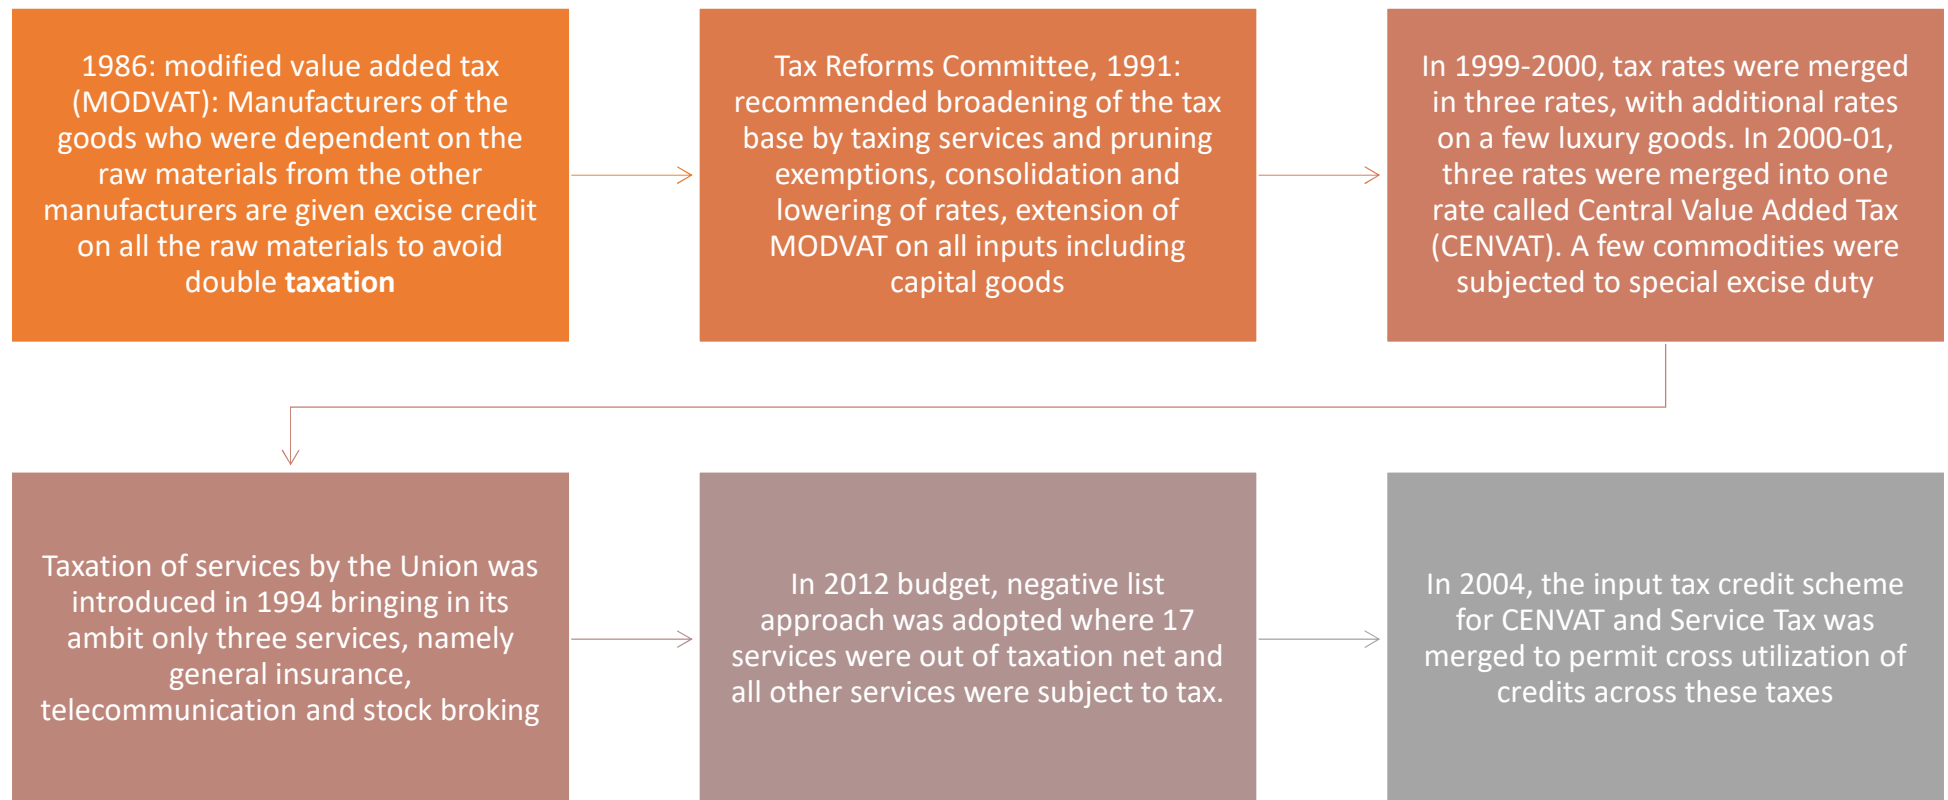 1986: modified value added tax
(MODVAT): Manufacturers of the
goods who were dependent on the
raw materials from the other
manufacturers are given excise credit
on all the raw materials to avoid
double taxation
Tax Reforms Committee, 1991:
recommended broadening of the tax
base by taxing services and pruning
exemptions, consolidation and
lowering of rates, extension of
MODVAT on all inputs including
capital goods
In 1999-2000, tax rates were merged
in three rates, with additional rates
on a few luxury goods. In 2000-01,
three rates were merged into one
rate called Central Value Added Tax
(CENVAT). A few commodities were
subjected to special excise duty
Taxation of services by the Union was
introduced in 1994 bringing in its
ambit only three services, namely
general insurance,
telecommunication and stock broking
In 2012 budget, negative list
approach was adopted where 17
services were out of taxation net and
all other services were subject to tax.
In 2004, the input tax credit scheme
for CENVAT and Service Tax was
merged to permit cross utilization of
credits across these taxes